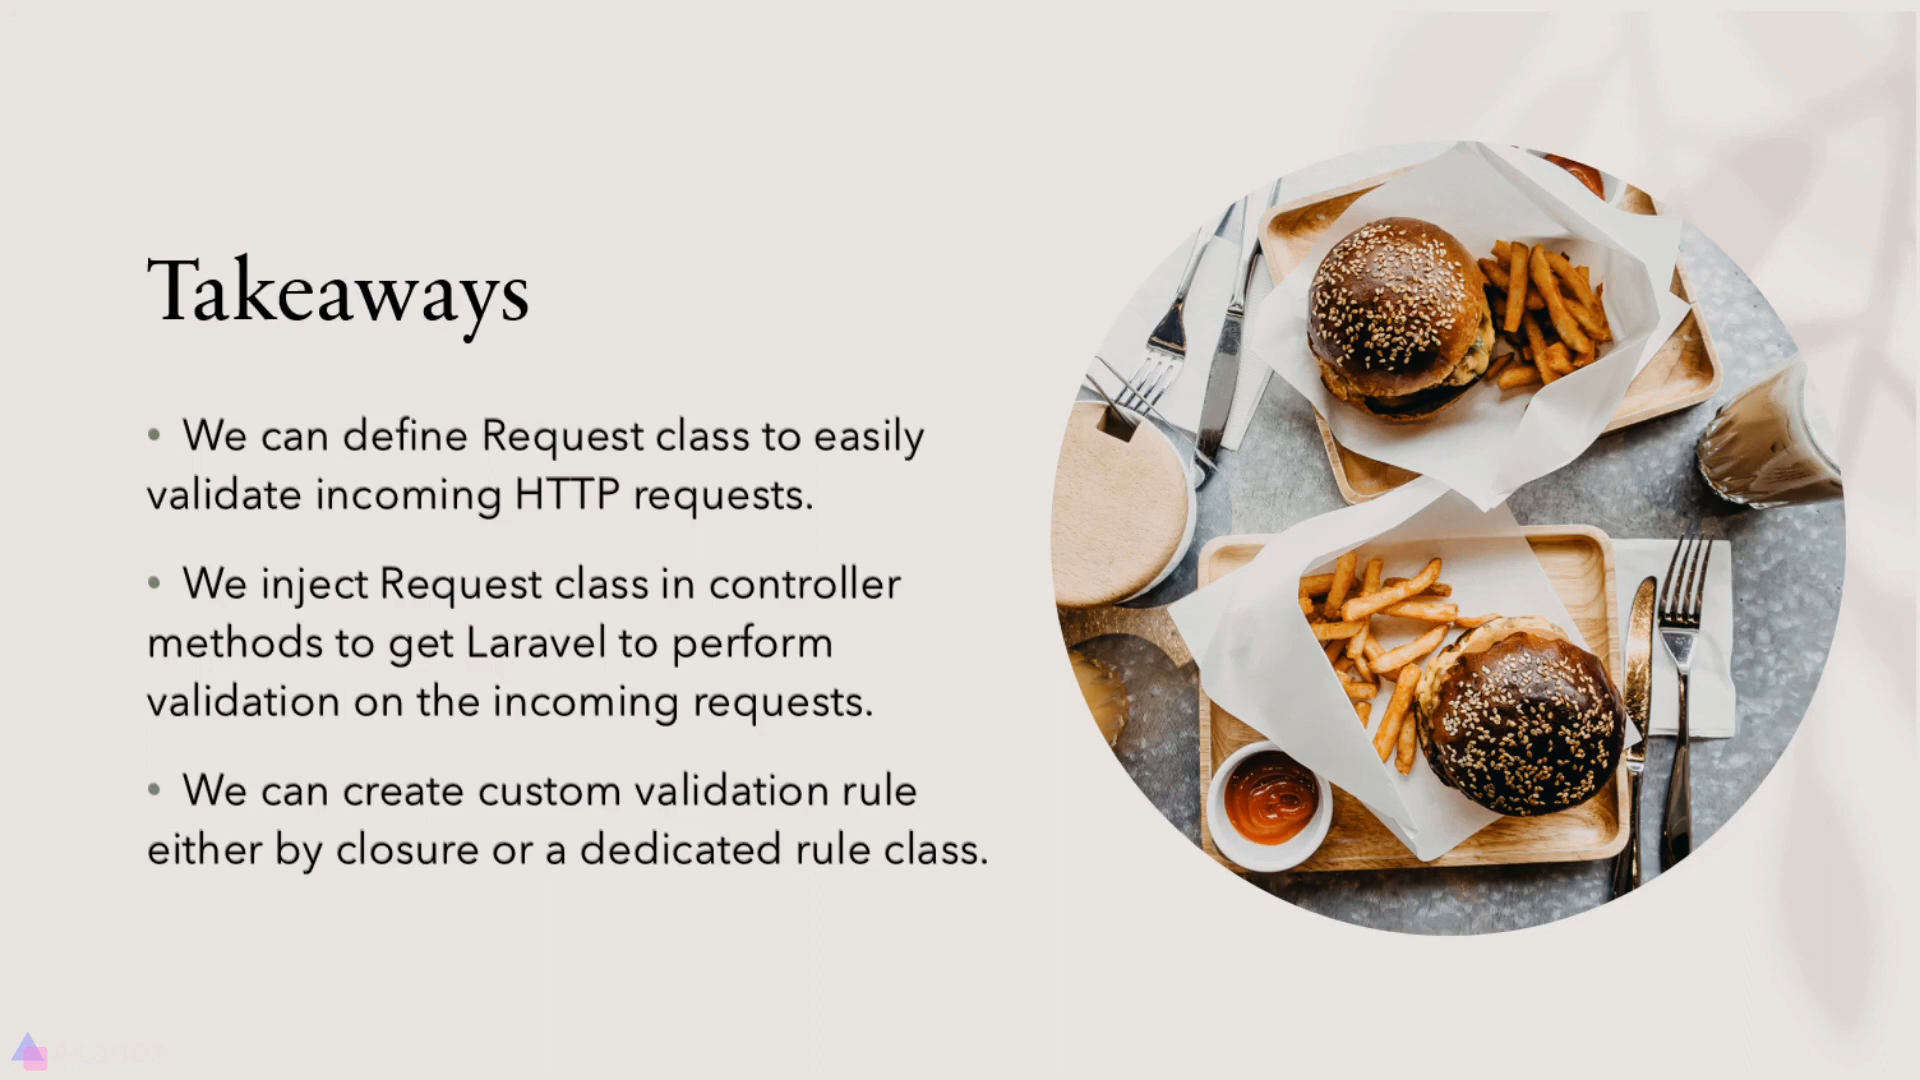 Takeaways
• We can define Request class to easily
validate incoming HTTP requests.
• We inject Request class in controller
methods to get Laravel to perform
validation on the incoming requests.
• We can create custom validation rule
either by closure or a dedicated rule class.